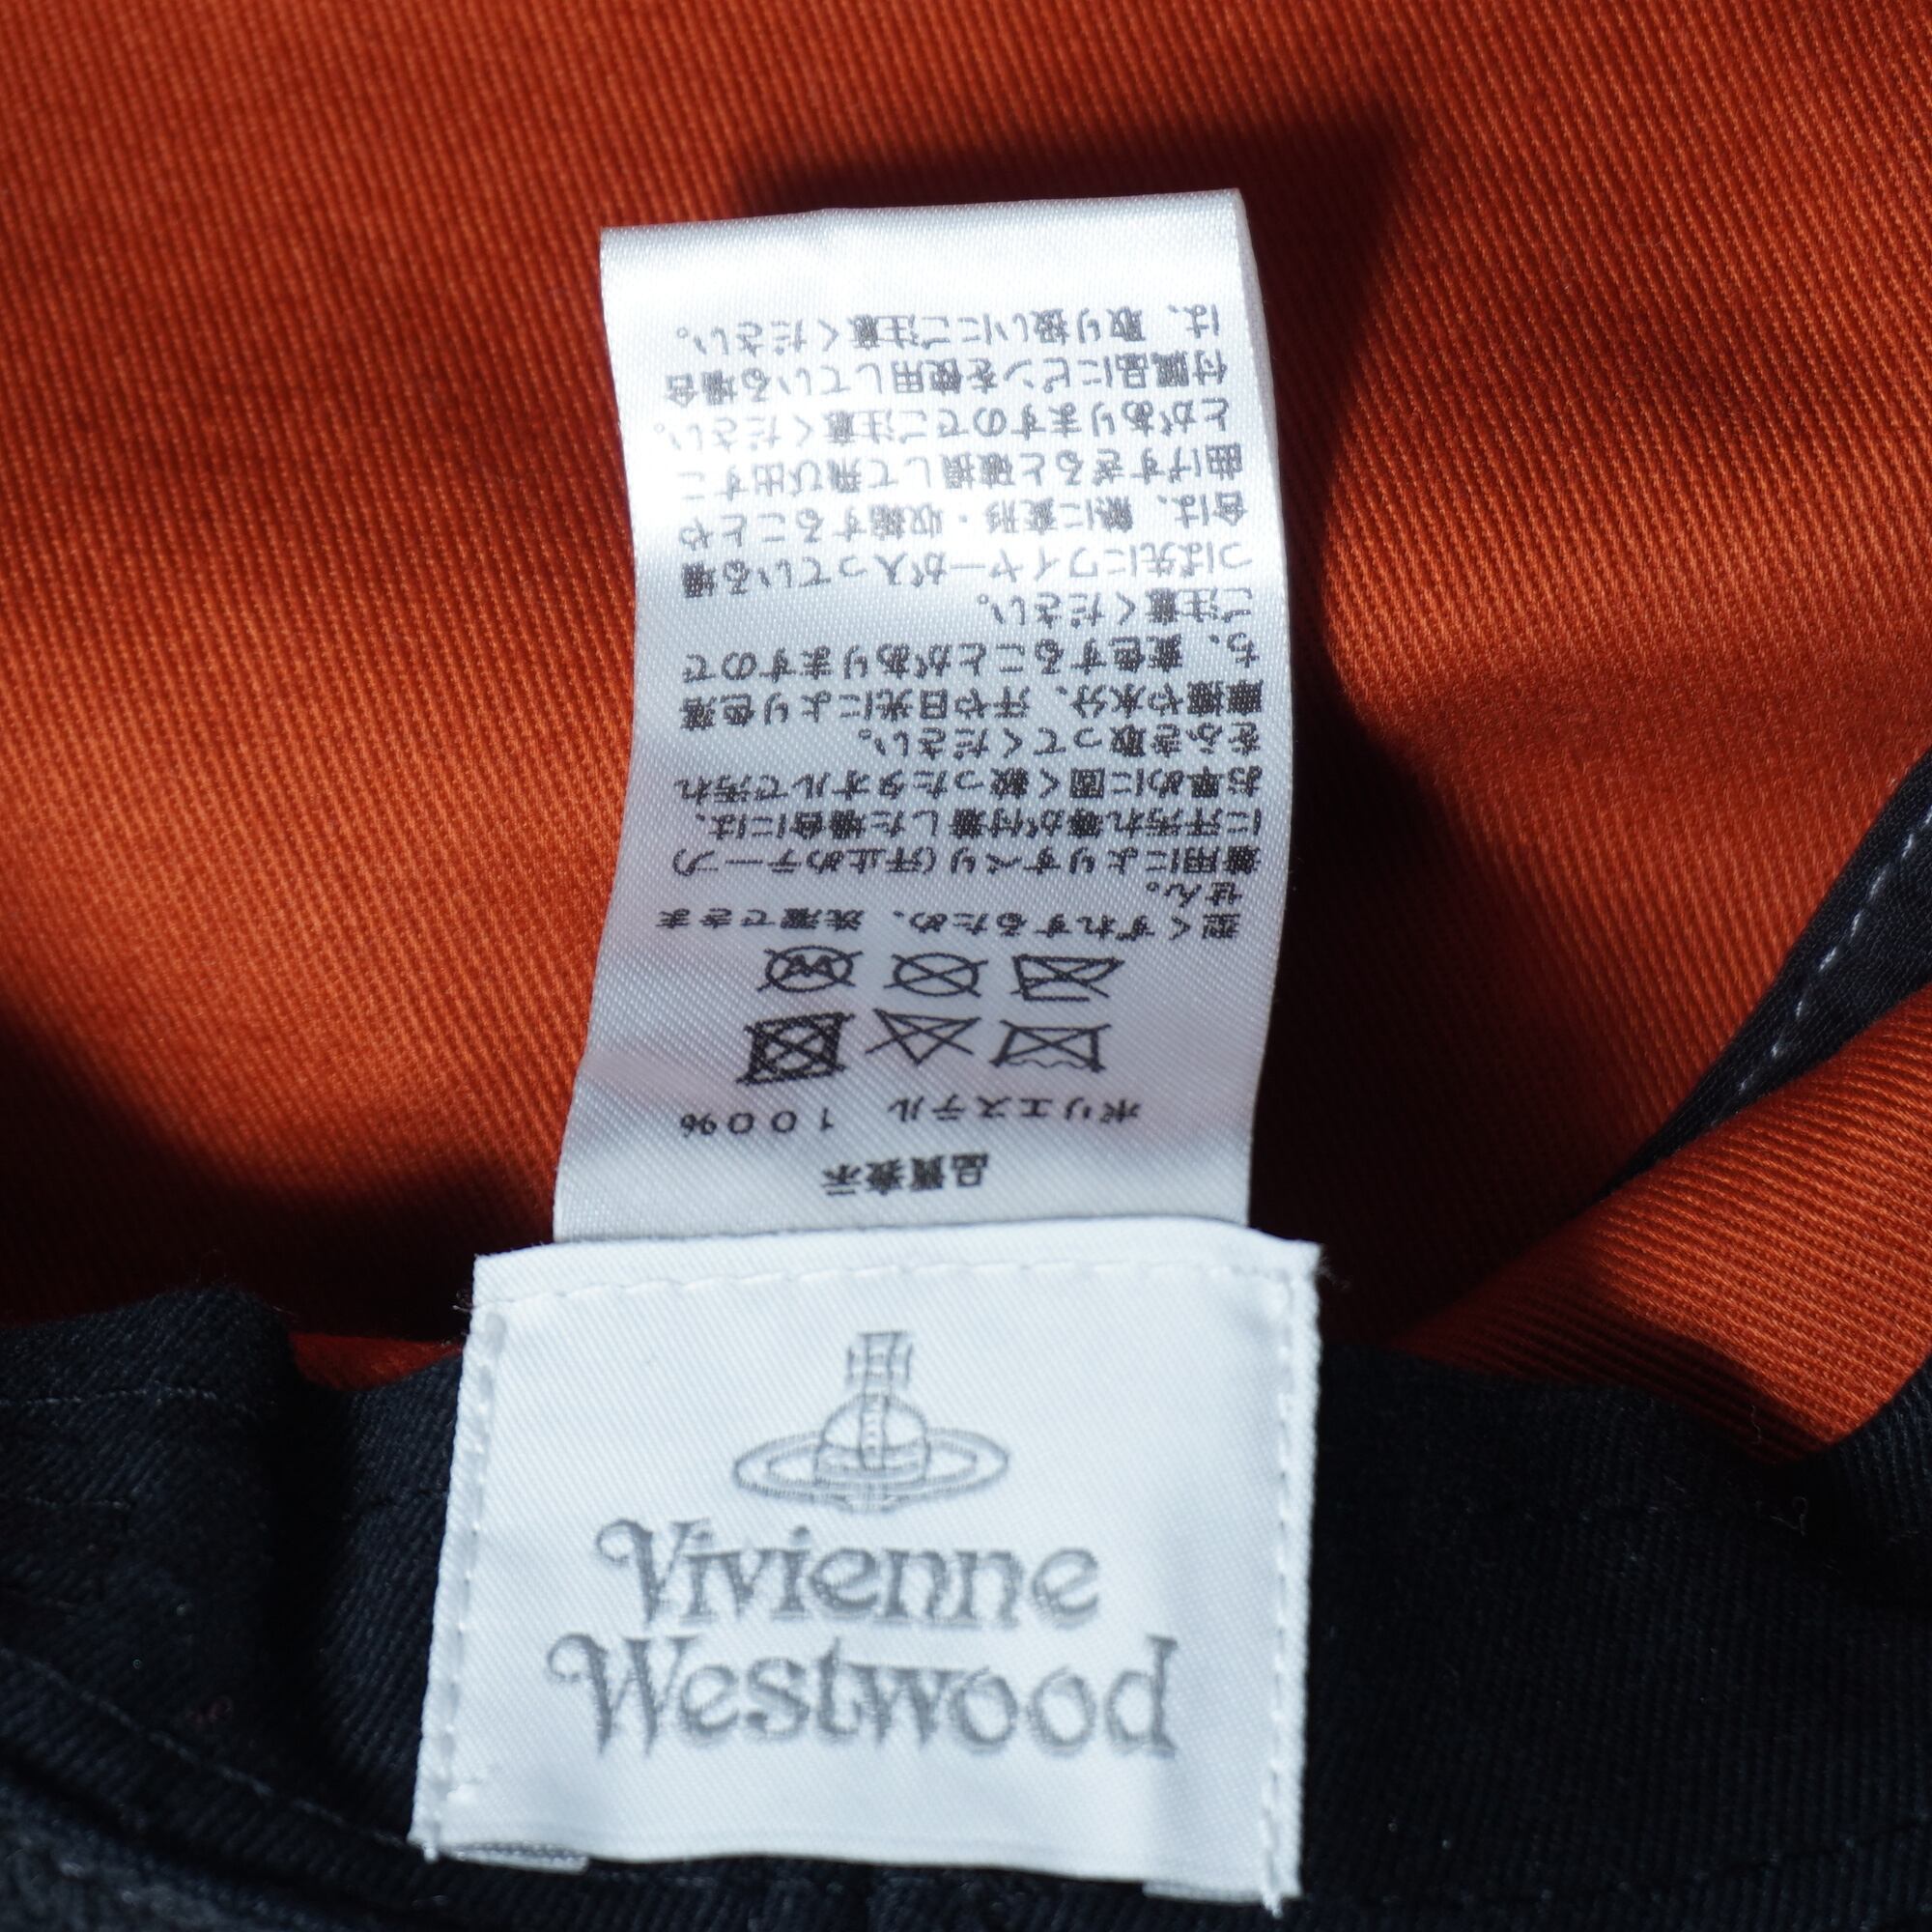 品質表示
ポリエステル 100%
型くずれするため、洗濯できま
せん。
着用によりすべり(汗止めテープ)
に汗汚れ等が付着した場合には、
お早めに固く絞ったタオルで汚れ
をふき取ってください。
摩擦や水分、汗や日光により色落
ち、変色することがありますので
ご注意ください。
つば先にワイヤーが入っている場
合は、熱に変形・収縮することや
曲げすぎると破損して飛び出すこ
とがありますのでご注意ください。
付属品にピンを使用している場合
は、取り扱いにご注意ください。
Vivienne
Westwood